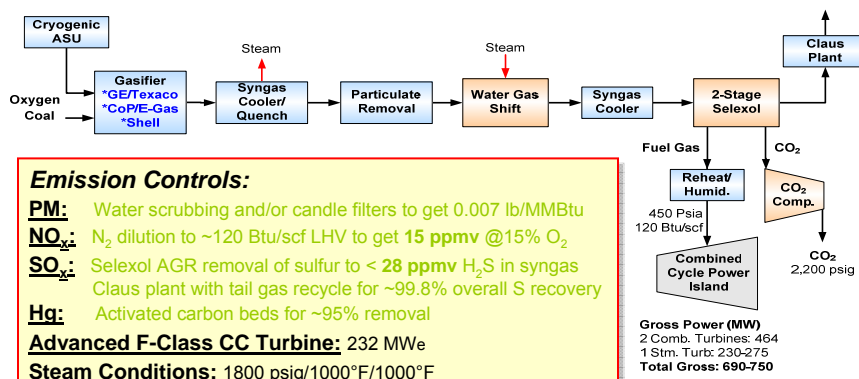 Cryogenic
ASU
Steam
Steam
Claus
Plant
Gasifier
*GE/Texaco
*CoP/E-Gas
*Shell
Oxygen
Coal
Syngas
Cooler/
Quench
Particulate
Removal
Water Gas
Shift
Syngas
Cooler
2-Stage
Selexol
Fuel Gas
CO₂
Reheat/
Humid.
CO₂
Comp.
450 Psia
120 Btu/scf
CO₂
2,200 psig
Combined
Cycle Power
Island
Gross Power (MW)
2 Comb. Turbines: 464
1 Stm. Turb: 230-275
Total Gross: 690-750
Emission Controls:
PM: Water scrubbing and/or candle filters to get 0.007 lb/MMBtu
NOₓ: N₂ dilution to ~120 Btu/scf LHV to get 15 ppmv @15% O₂
SOₓ: Selexol AGR removal of sulfur to < 28 ppmv H₂S in syngas
Claus plant with tail gas recycle for ~99.8% overall S recovery
Hg: Activated carbon beds for ~95% removal
Advanced F-Class CC Turbine: 232 MWe
Steam Conditions: 1800 psig/1000°F/1000°F